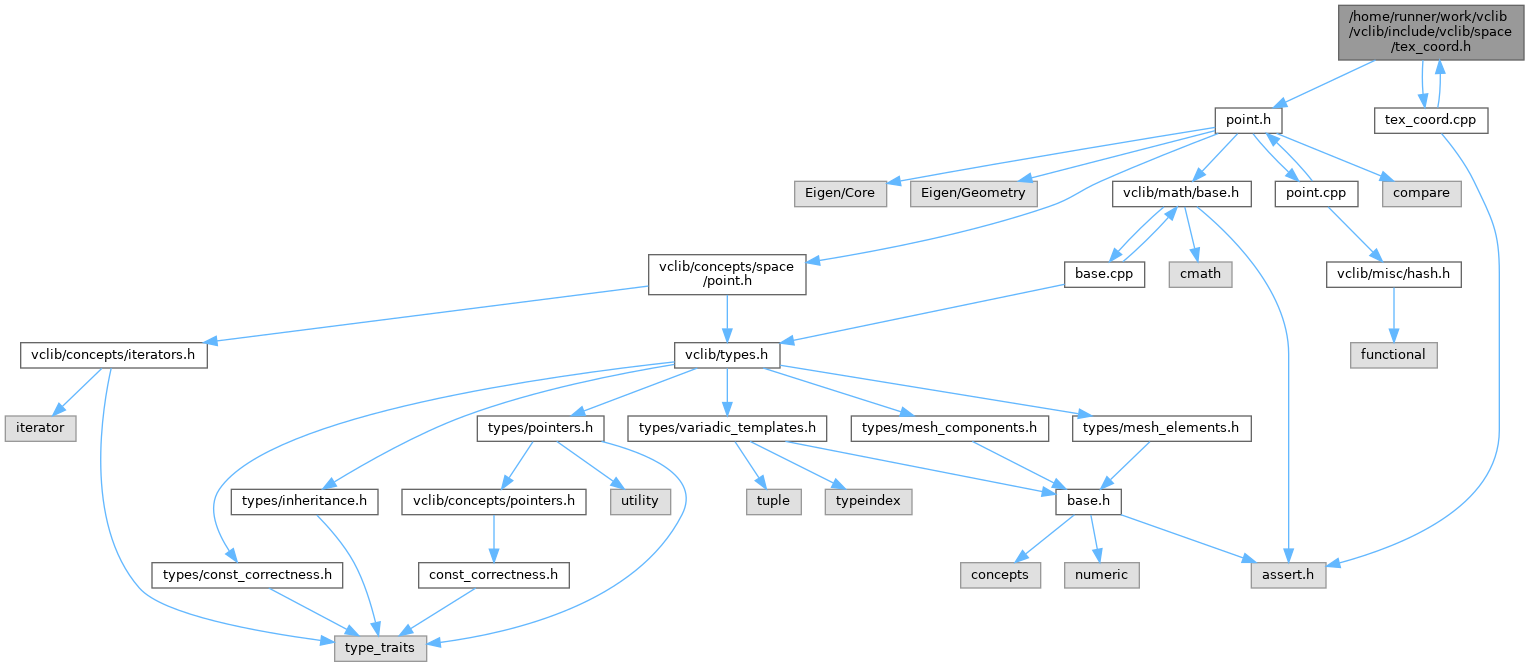 /home/runner/work/vclib
/vclib/include/vclib/space
/tex_coord.h
point.h
tex_coord.cpp
Eigen/Core
Eigen/Geometry
vclib/math/base.h
point.cpp
compare
vclib/concepts/space
/point.h
base.cpp
cmath
vclib/misc/hash.h
vclib/concepts/iterators.h
vclib/types.h
functional
iterator
types/pointers.h
types/variadic_templates.h
types/mesh_components.h
types/mesh_elements.h
types/inheritance.h
vclib/concepts/pointers.h
utility
tuple
typeindex
base.h
types/const_correctness.h
const_correctness.h
concepts
numeric
assert.h
type_traits